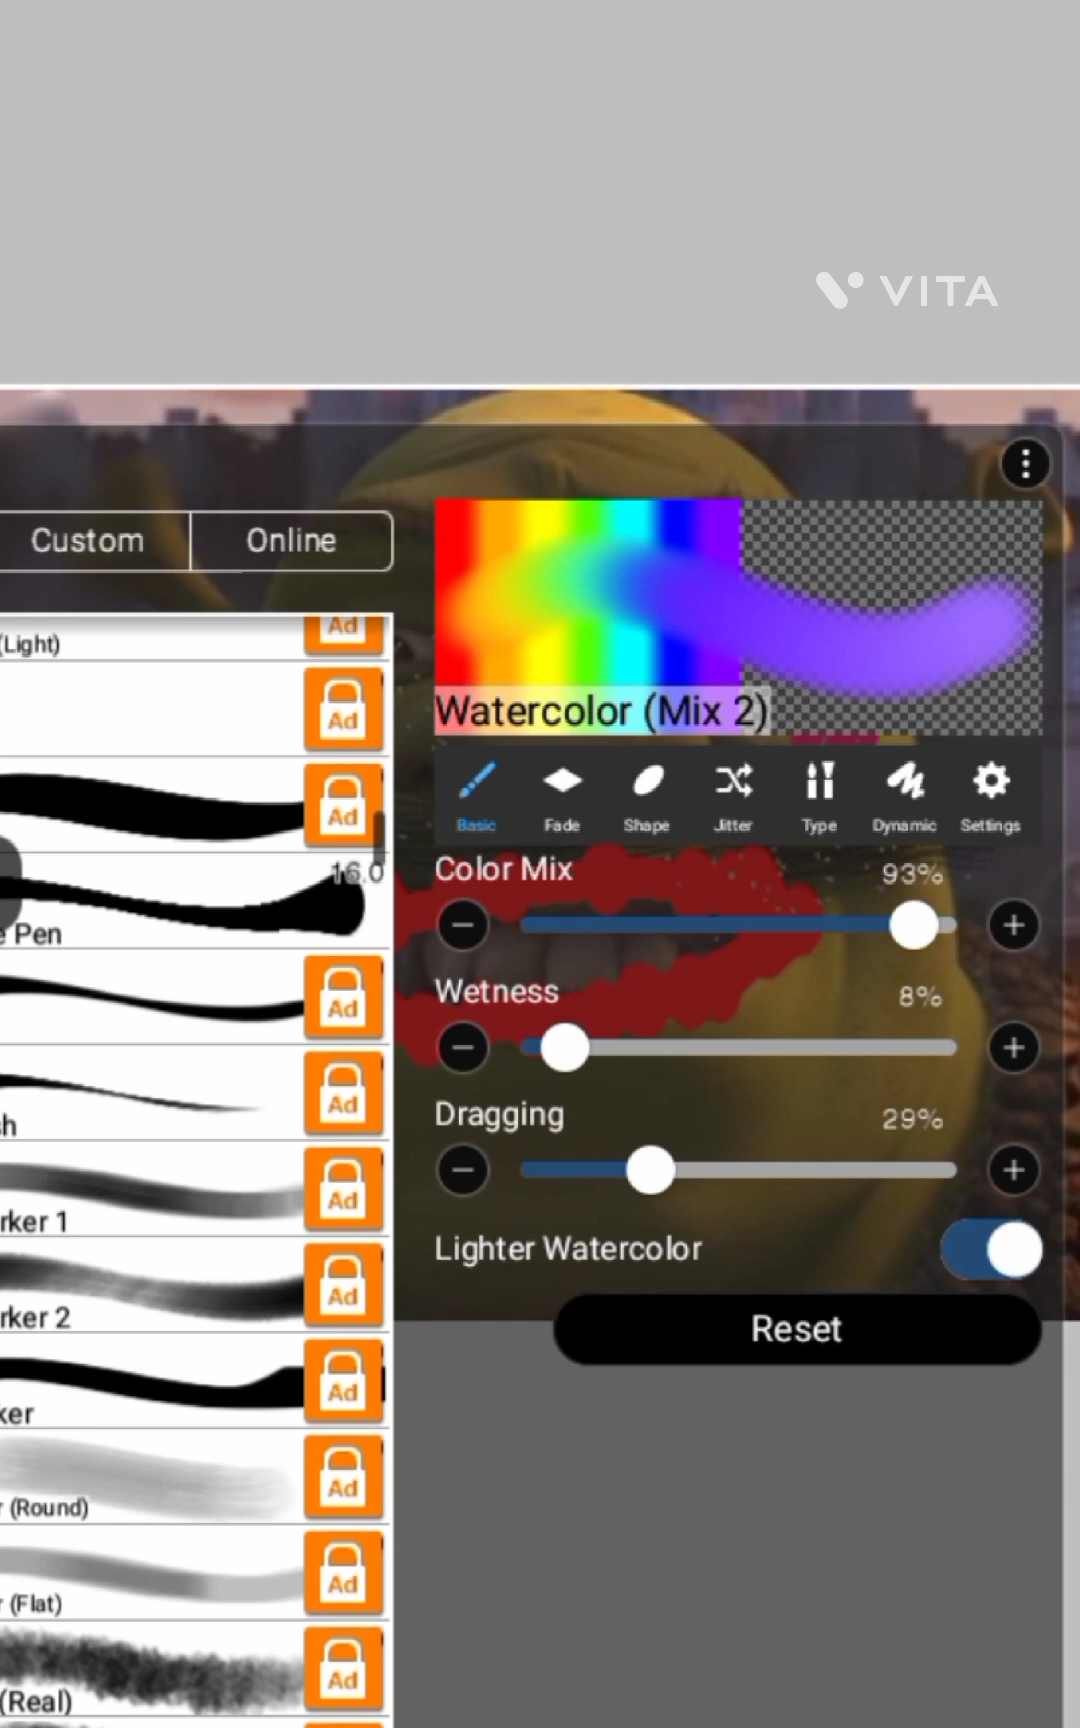 VITA
Custom
Online
(Light)
Ad
Ad
Ad
16.0
e Pen
Ad
sh
Ad
rker 1
Ad
rker 2
Ad
ker
Ad
r (Round)
Ad
r (Flat)
Ad
(Real)
Ad
Watercolor (Mix 2)
Basic
Fade
Shape
Jitter
Type
Dynamic
Settings
Color Mix
93%
Wetness
8%
Dragging
29%
Lighter Watercolor
Reset